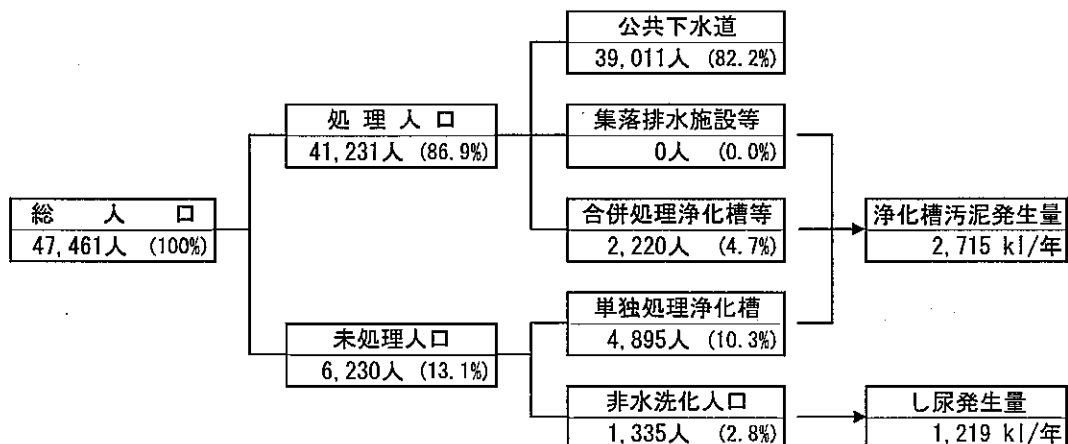 公共下水道
39,011人 (82.2%)
処理人口
41,231人 (86.9%)
集落排水施設等
0人 (0.0%)
総人口
47,461人 (100%)
合併処理浄化槽等
2,220人 (4.7%)
浄化槽汚泥発生量
2,715 kl/年
未処理人口
6,230人 (13.1%)
単独処理浄化槽
4,895人 (10.3%)
非水洗化人口
1,335人 (2.8%)
し尿発生量
1,219 kl/年